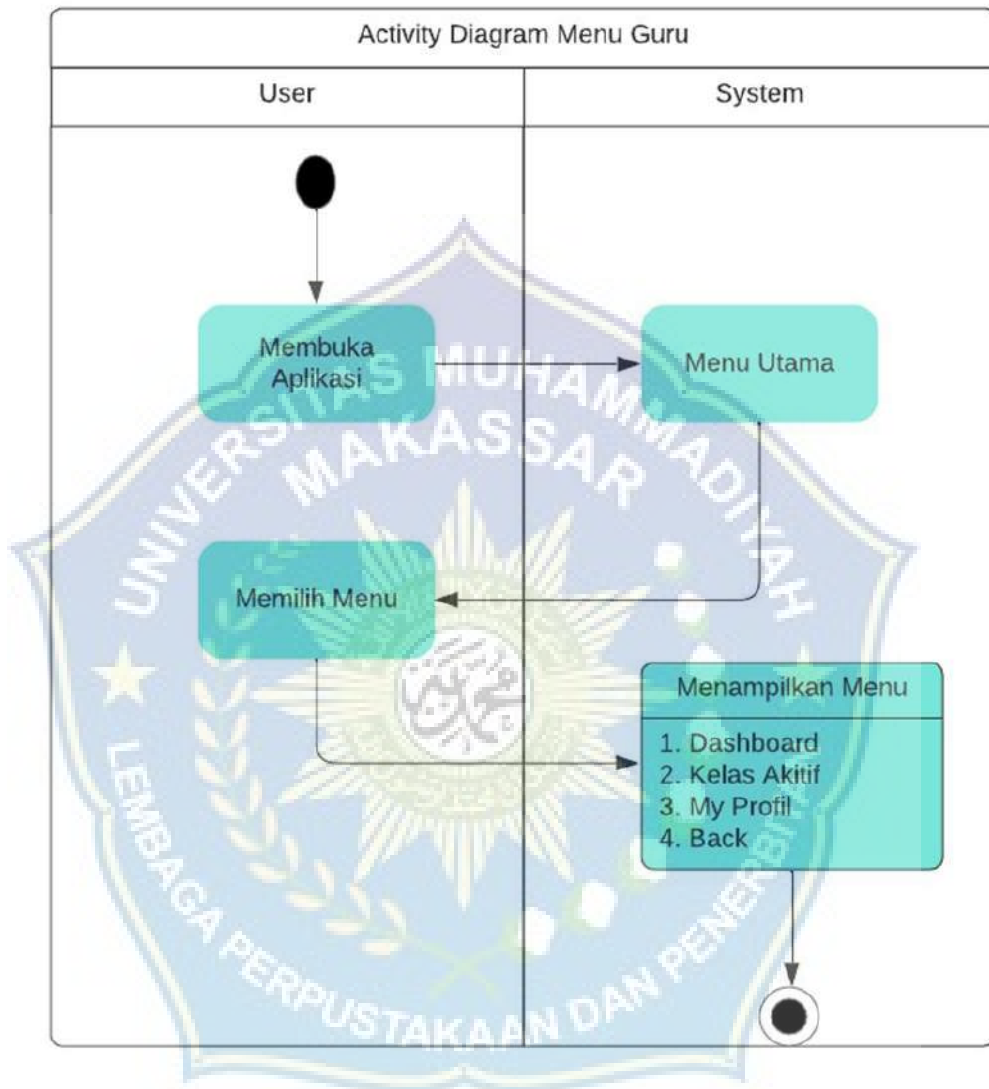 Activity Diagram Menu Guru
User
System
Membuka
Aplikasi
Menu Utama
Memilih Menu
Menampilkan Menu
1. Dashboard
2. Kelas Akitif
3. My Profil
4. Back
UNIVERSITAS MUHAMMADIYAH
MAKASSAR
LEMBAGA PERPUSTAKAAN DAN PENERBITAN